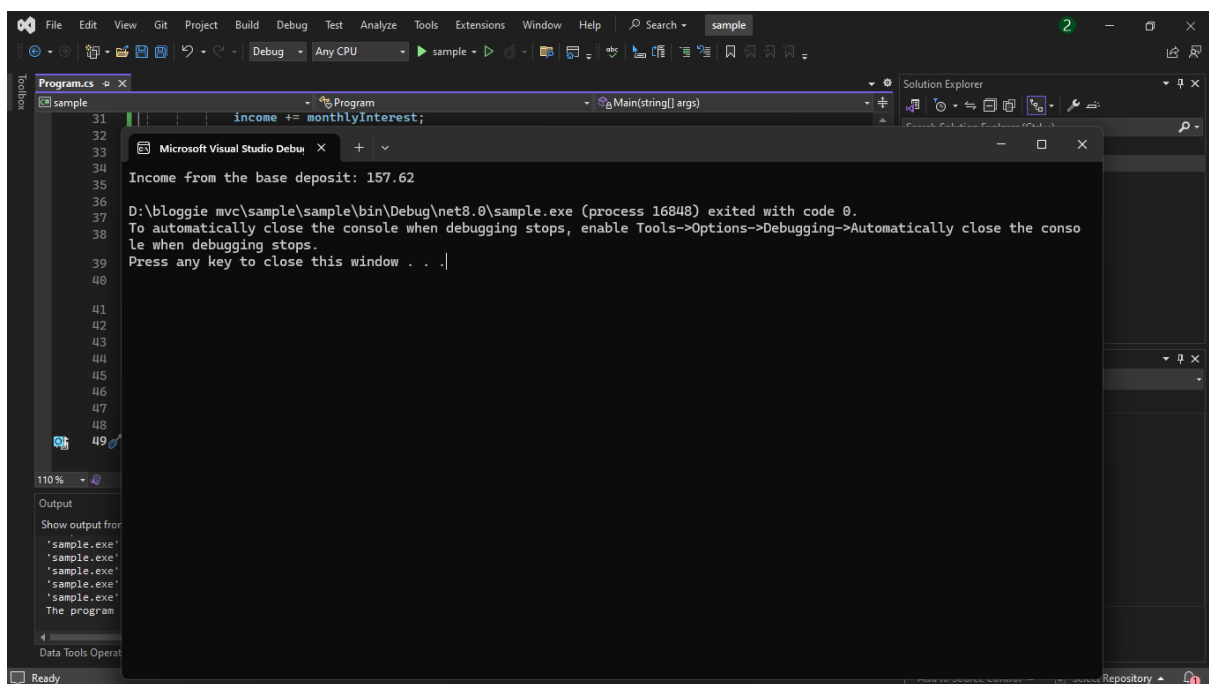 File Edit View Git Project Build Debug Test Analyze Tools Extensions Window Help Search sample 2
Debug Any CPU sample
Toolbox
Program.cs
sample Program Main(string[] args)
Solution Explorer
31 income += monthlyInterest;
32
33
34
35
36
37
38
39
40
41
42
43
44
45
46
47
48
49
Microsoft Visual Studio Debug
Income from the base deposit: 157.62
D:\bloggie mvc\sample\sample\bin\Debug\net8.0\sample.exe (process 16848) exited with code 0.
To automatically close the console when debugging stops, enable Tools->Options->Debugging->Automatically close the conso
le when debugging stops.
Press any key to close this window . . .
110 %
Output
Show output fror
'sample.exe'
'sample.exe'
'sample.exe'
'sample.exe'
'sample.exe'
The program
Data Tools Operat
Ready
Select Repository 1